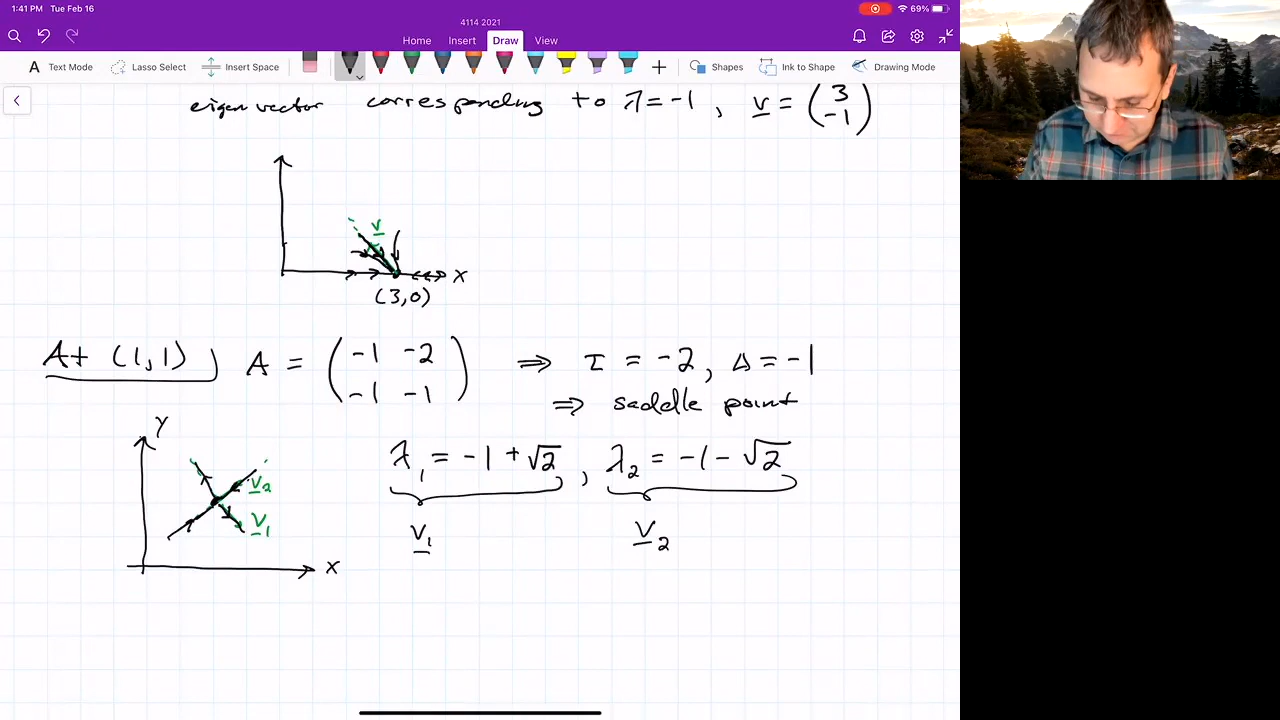 1:41 PM Tue Feb 16
69%
4114 2021
Home Insert Draw View
A Text Mode Lasso Select Insert Space + Shapes Ink to Shape Drawing Mode
eigenvector corresponding to λ = -1 , v = (3 -1)
v
x
(3,0)
At (1,1) A = (-1 -2
-1 -1) ⇒ τ = -2, Δ = -1
⇒ saddle point
y
λ₁ = -1 + √2 , λ₂ = -1 - √2
v₂
v₁
v₁ v₂
x